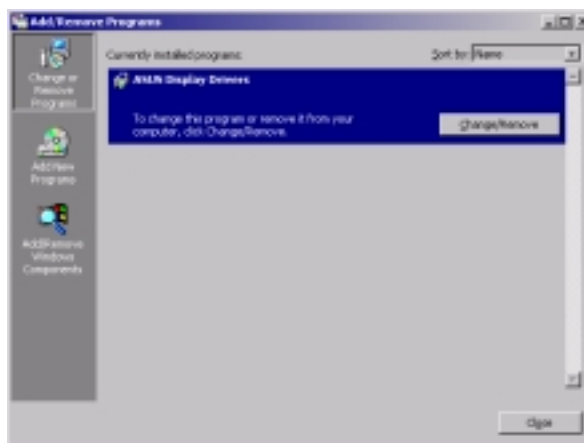 Add/Remove Programs
Change or
Remove
Programs
Add New
Programs
Add/Remove
Windows
Components
Currently installed programs:
Sort by: Name
ASUS Display Drivers
To change this program or remove it from your
computer, click Change/Remove.
Change/Remove
Close